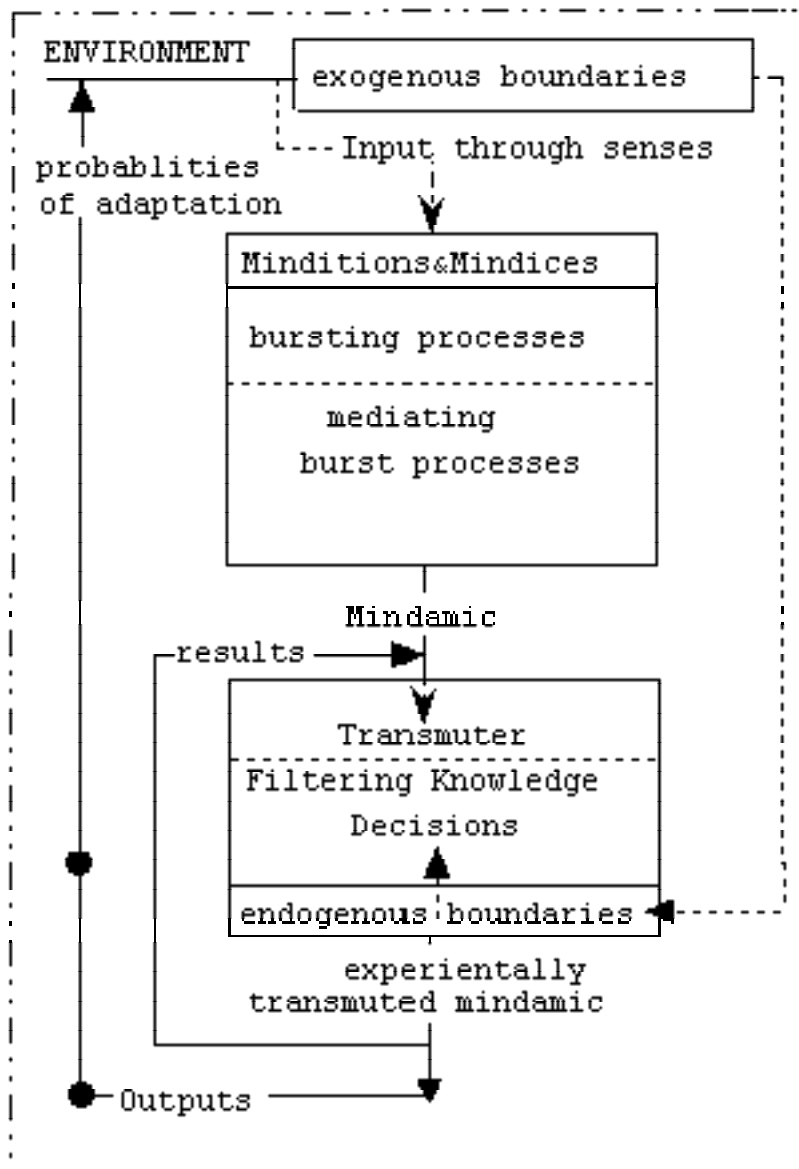 ENVIRONMENT
exogenous boundaries
Input through senses
probablities
of adaptation
Minditions&Mindices
bursting processes
mediating
burst processes
Mindamic
results
Transmuter
Filtering Knowledge
Decisions
endogenous boundaries
experientally
transmuted mindamic
Outputs